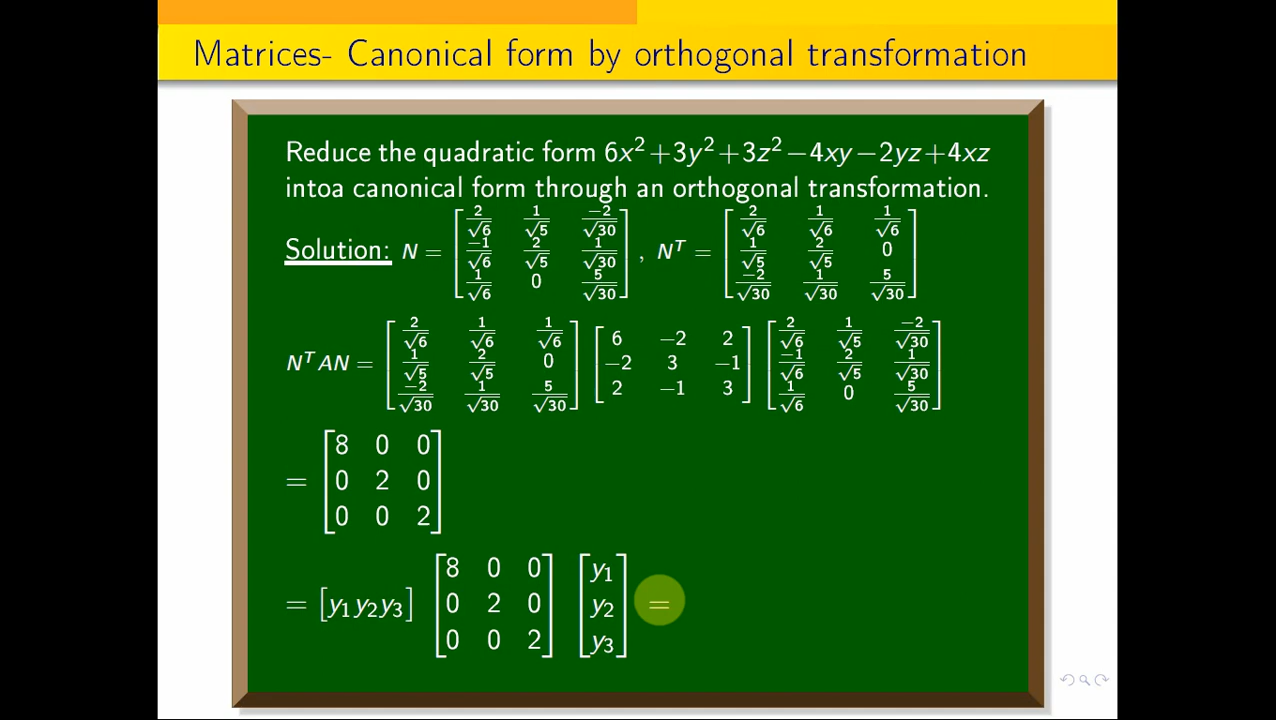 Matrices- Canonical form by orthogonal transformation
Reduce the quadratic form 6x²+3y²+3z²−4xy−2yz+4xz
intoa canonical form through an orthogonal transformation.
Solution: N = [2/√6 1/√5 −2/√30; −1/√6 2/√5 1/√30; 1/√6 0 5/√30], Nᵀ = [2/√6 1/√6 1/√6; 1/√5 2/√5 0; −2/√30 1/√30 5/√30]
NᵀAN = [2/√6 1/√6 1/√6; 1/√5 2/√5 0; −2/√30 1/√30 5/√30] [6 −2 2; −2 3 −1; 2 −1 3] [2/√6 1/√5 −2/√30; −1/√6 2/√5 1/√30; 1/√6 0 5/√30]
= [8 0 0; 0 2 0; 0 0 2]
= [y₁y₂y₃] [8 0 0; 0 2 0; 0 0 2] [y₁; y₂; y₃] =